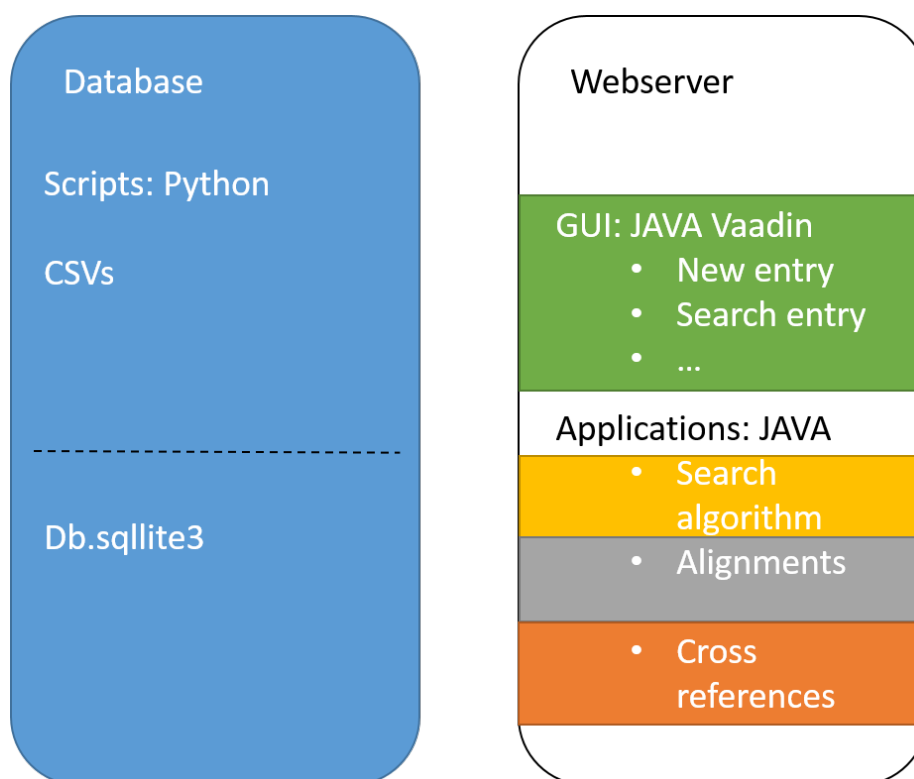 Database
Scripts: Python
CSVs
Db.sqllite3
Webserver
GUI: JAVA Vaadin
• New entry
• Search entry
• ...
Applications: JAVA
• Search
algorithm
• Alignments
• Cross
references